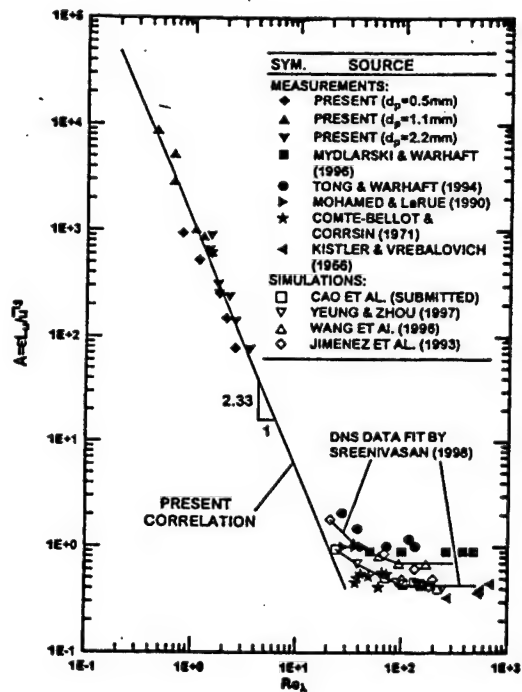 1E+5
1E+4
1E+3
1E+2
1E+1
1E+0
1E-1
1E-1 1E+0 1E+1 1E+2 1E+3
Reλ
SYM. SOURCE
MEASUREMENTS:
PRESENT (dp=0.5mm)
PRESENT (dp=1.1mm)
PRESENT (dp=2.2mm)
MYDLARSKI & WARHAFT
(1996)
TONG & WARHAFT (1994)
MOHAMED & LaRUE (1990)
COMTE-BELLOT &
CORRSIN (1971)
KISTLER & VREBALOVICH
(1966)
SIMULATIONS:
CAO ET AL. (SUBMITTED)
YEUNG & ZHOU (1997)
WANG ET AL. (1996)
JIMENEZ ET AL. (1993)
2.33
1
DNS DATA FIT BY
SREENIVASAN (1998)
PRESENT
CORRELATION